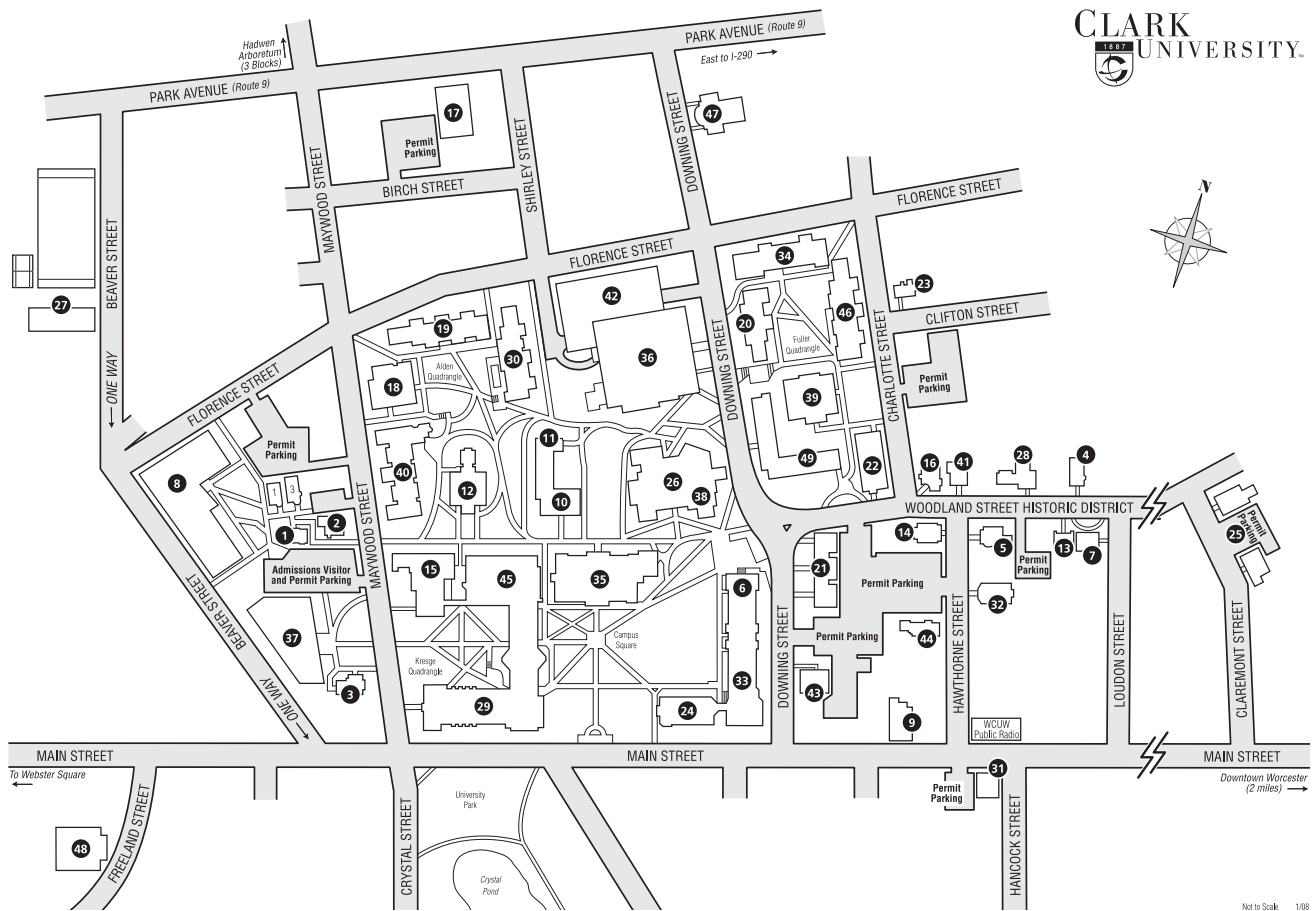 CLARK
1887
UNIVERSITY
Hadwen
Arboretum
(3 Blocks)
PARK AVENUE (Route 9)
East to I-290
PARK AVENUE (Route 9)
17
47
Permit
Parking
BIRCH STREET
MAYWOOD STREET
SHIRLEY STREET
DOWNING STREET
FLORENCE STREET
FLORENCE STREET
N
BEAVER STREET
ONE WAY
27
34
42
23
CLIFTON STREET
19
30
20
46
36
Alden
Quadrangle
Fuller
Quadrangle
18
39
DOWNING STREET
CHARLOTTE STREET
Permit
Parking
FLORENCE STREET
Permit
Parking
8
40
12
11
10
26
38
49
22
16
41
28
4
WOODLAND STREET HISTORIC DISTRICT
1
3
2
1
MAYWOOD STREET
Admissions Visitor
and Permit Parking
14
5
Permit
Parking
13
7
25
Permit
Parking
15
45
35
6
21
Permit Parking
32
BEAVER STREET
ONE WAY
37
3
Kresge
Quadrangle
Campus
Square
Permit Parking
44
29
24
33
43
9
DOWNING STREET
HAWTHORNE STREET
LOUDON STREET
CLAREMONT STREET
WCUW
Public Radio
MAIN STREET
MAIN STREET
MAIN STREET
To Webster Square
Downtown Worcester
(2 miles)
31
Permit
Parking
University
Park
Crystal
Pond
48
FREELAND STREET
CRYSTAL STREET
HANCOCK STREET
Not to Scale 1/08